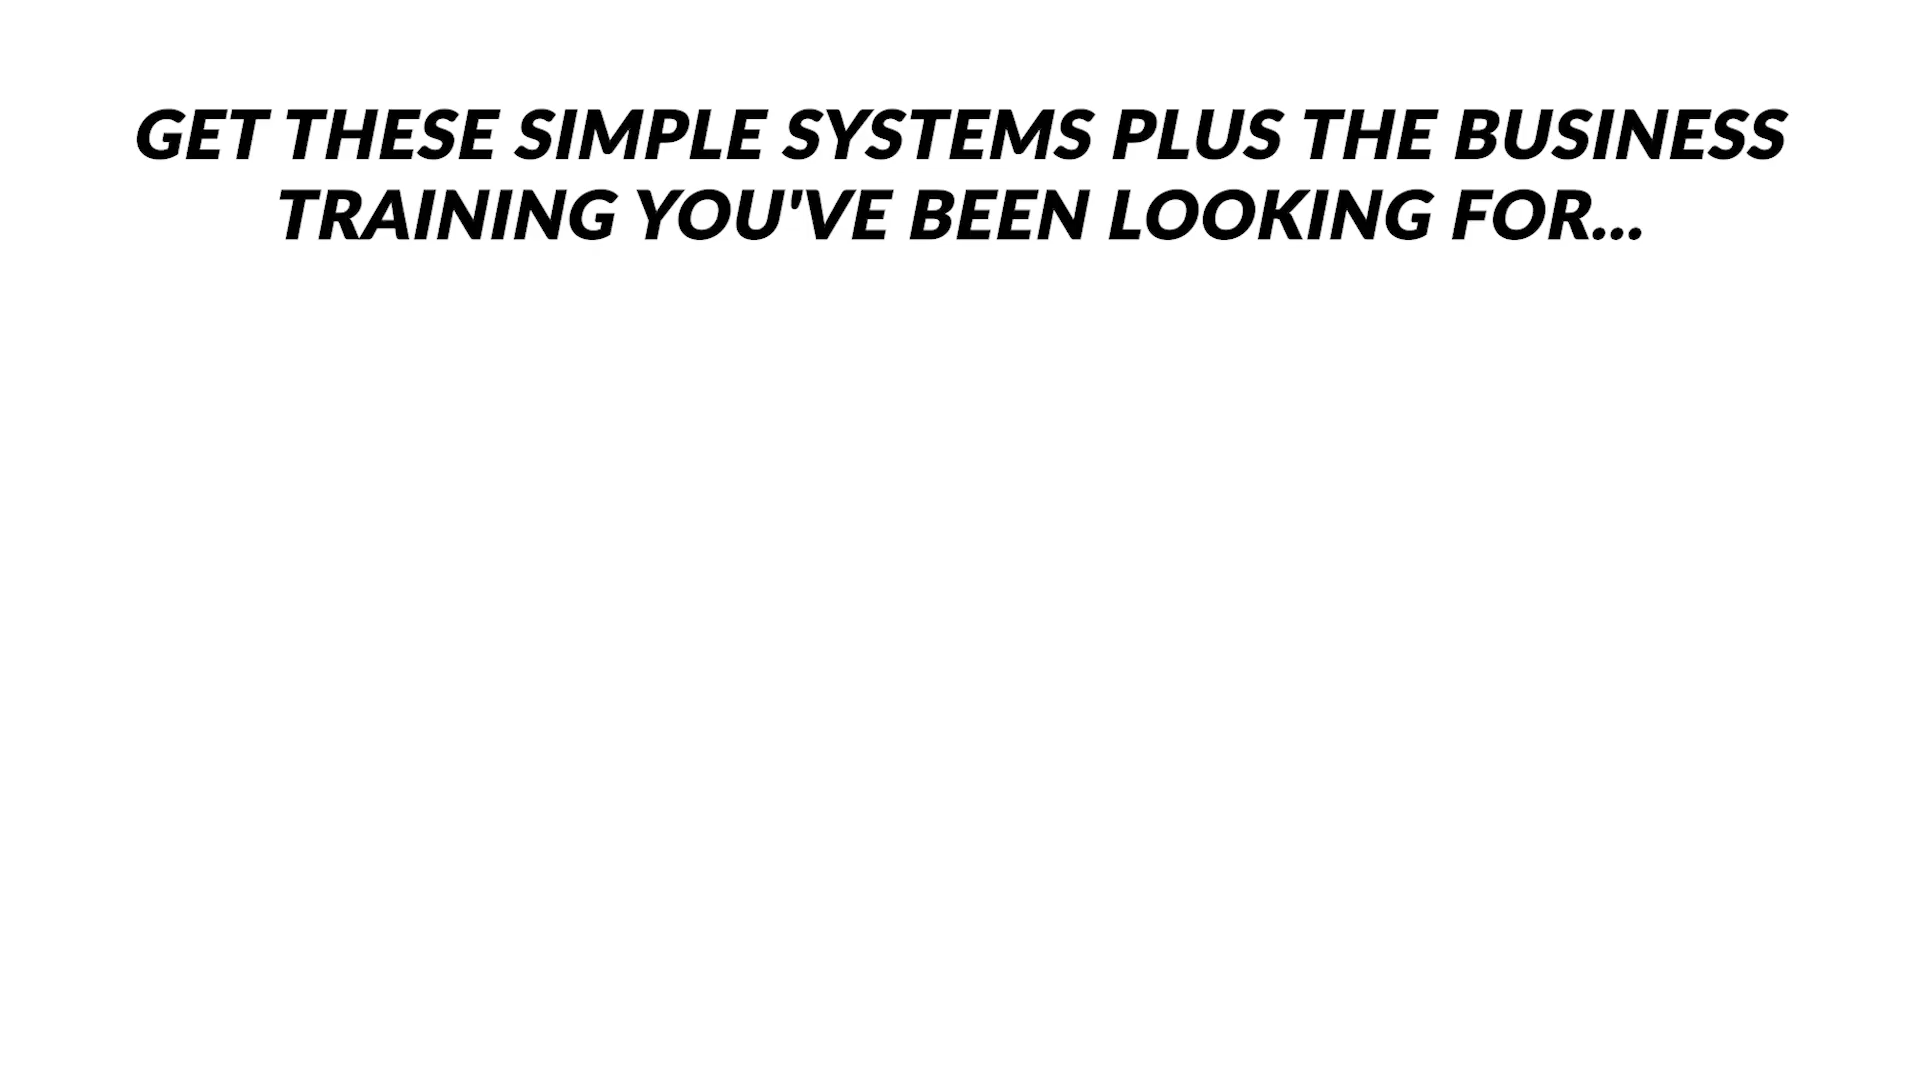 GET THESE SIMPLE SYSTEMS PLUS THE BUSINESS
TRAINING YOU'VE BEEN LOOKING FOR...